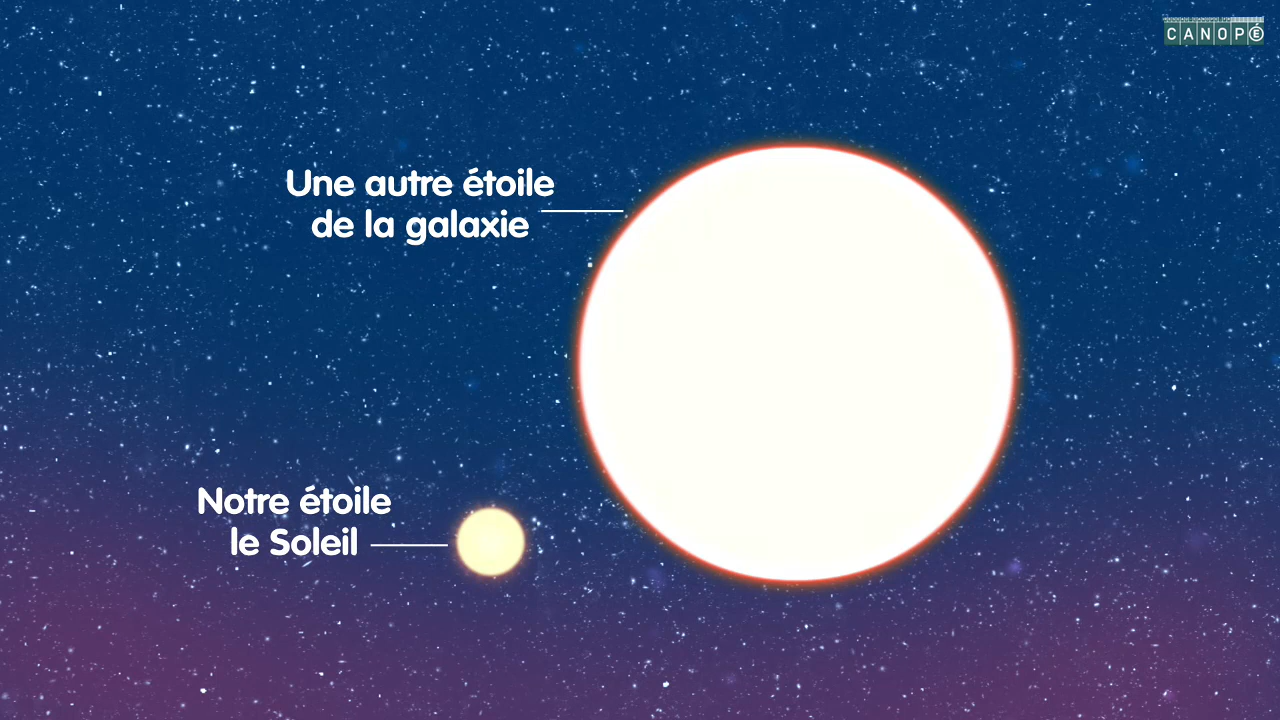 CANOPÉ
Une autre étoile
de la galaxie
Notre étoile
le Soleil